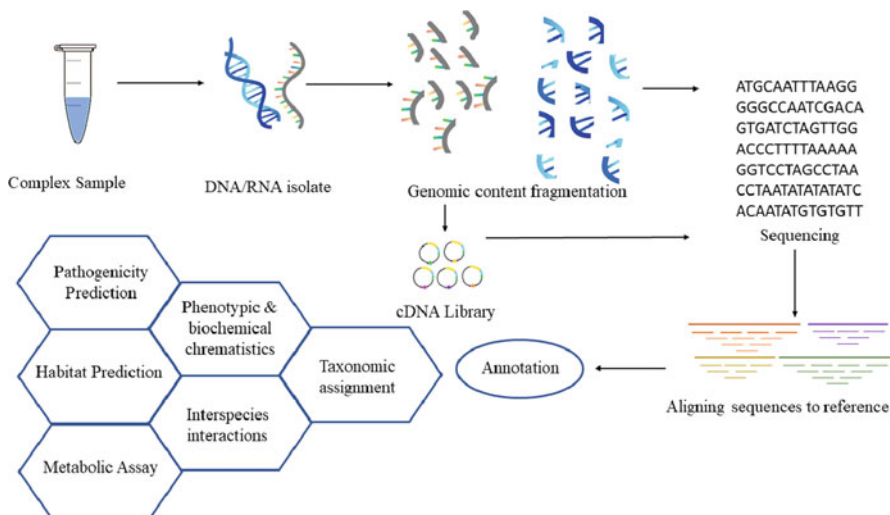 Complex Sample
DNA/RNA isolate
Genomic content fragmentation
ATGCAATTTAAGG
GGGCCAATCGACA
GTGATCTAGTTGG
ACCCTTTTAAAAA
GGTCCTAGCCTAA
CCTAATATATATATC
ACAATATGTGTGTT
Sequencing
cDNA Library
Aligning sequences to reference
Annotation
Taxonomic
assignment
Phenotypic &
biochemical
chrematistics
Interspecies
interactions
Pathogenicity
Prediction
Habitat Prediction
Metabolic Assay